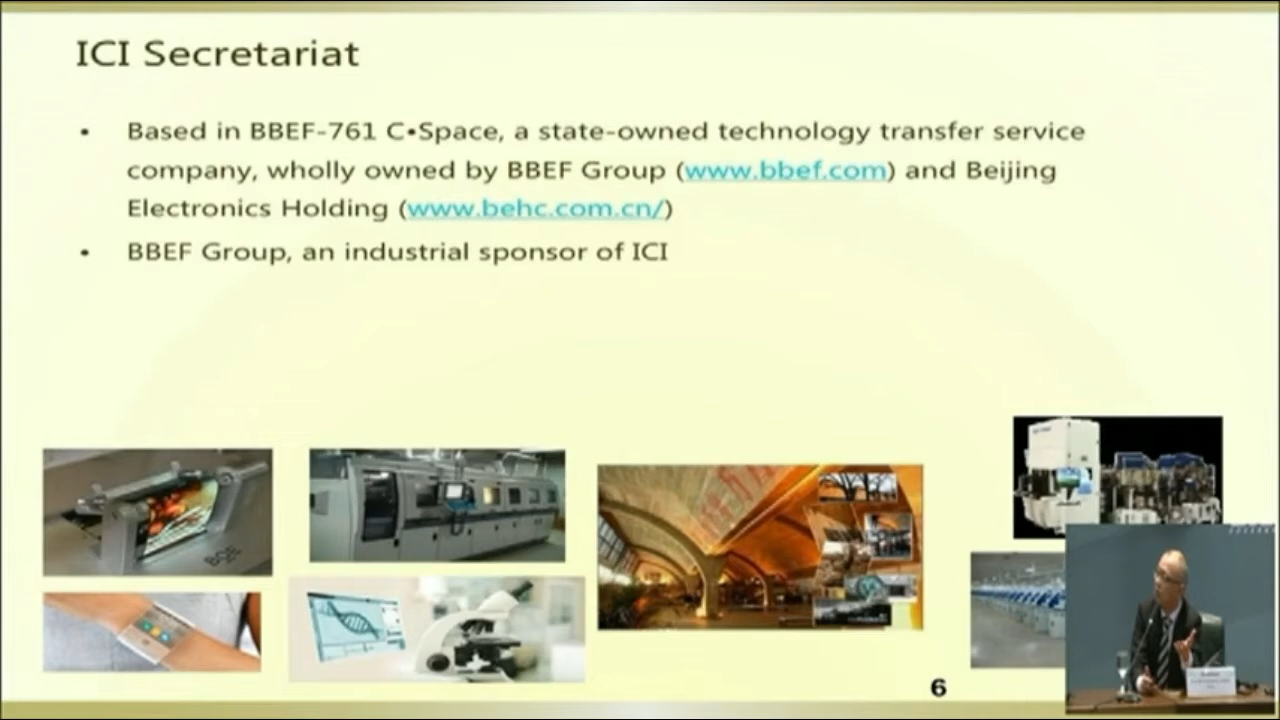 ICI Secretariat
• Based in BBEF-761 C•Space, a state-owned technology transfer service
company, wholly owned by BBEF Group (www.bbef.com) and Beijing
Electronics Holding (www.behc.com.cn/)
• BBEF Group, an industrial sponsor of ICI
BOE
6